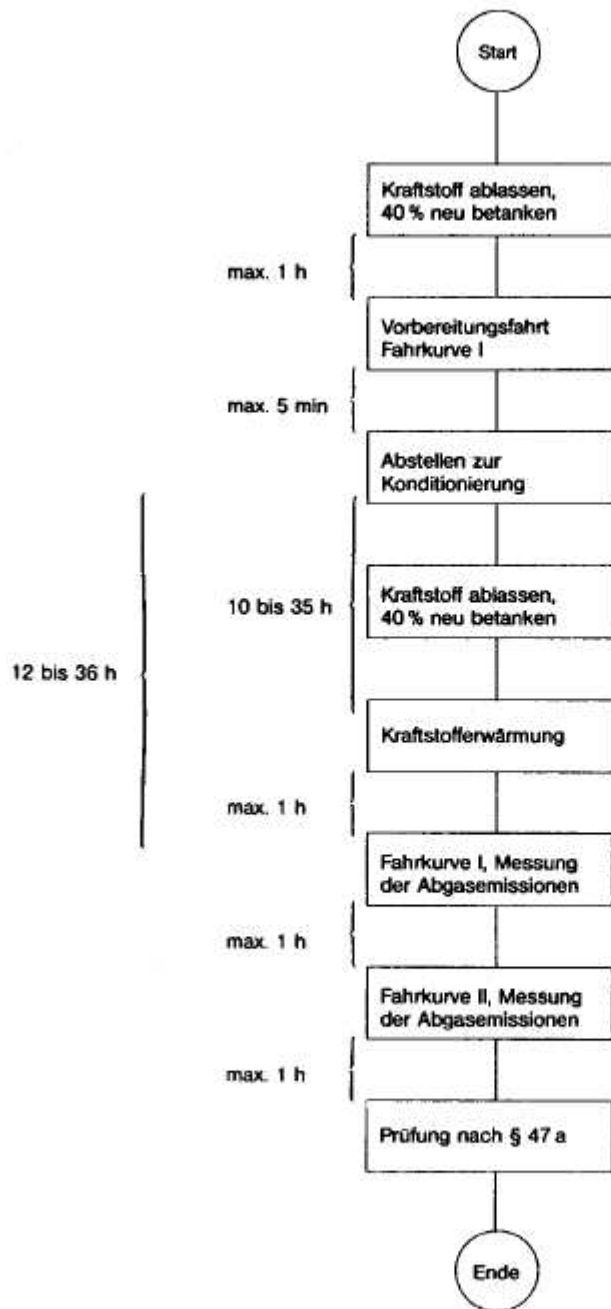 Start
Kraftstoff ablassen,
40 % neu betanken
max. 1 h
Vorbereitungsfahrt
Fahrkurve I
max. 5 min
Abstellen zur
Konditionierung
10 bis 35 h
Kraftstoff ablassen,
40 % neu betanken
12 bis 36 h
Kraftstofferwärmung
max. 1 h
Fahrkurve I, Messung
der Abgasemissionen
max. 1 h
Fahrkurve II, Messung
der Abgasemissionen
max. 1 h
Prüfung nach § 47 a
Ende